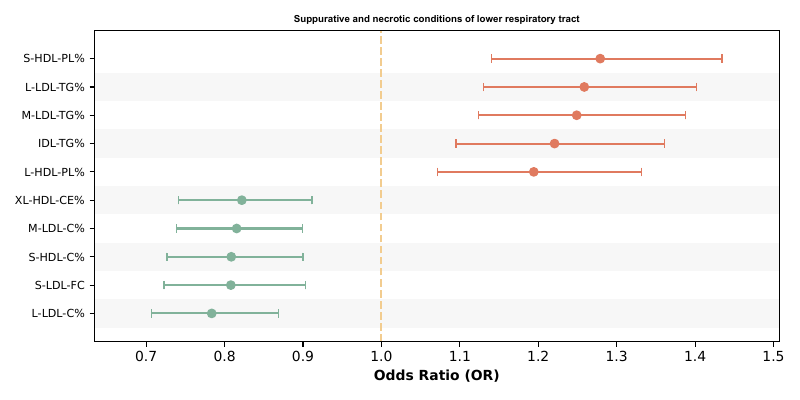 Suppurative and necrotic conditions of lower respiratory tract
S-HDL-PL%
L-LDL-TG%
M-LDL-TG%
IDL-TG%
L-HDL-PL%
XL-HDL-CE%
M-LDL-C%
S-HDL-C%
S-LDL-FC
L-LDL-C%
0.7 0.8 0.9 1.0 1.1 1.2 1.3 1.4 1.5
Odds Ratio (OR)